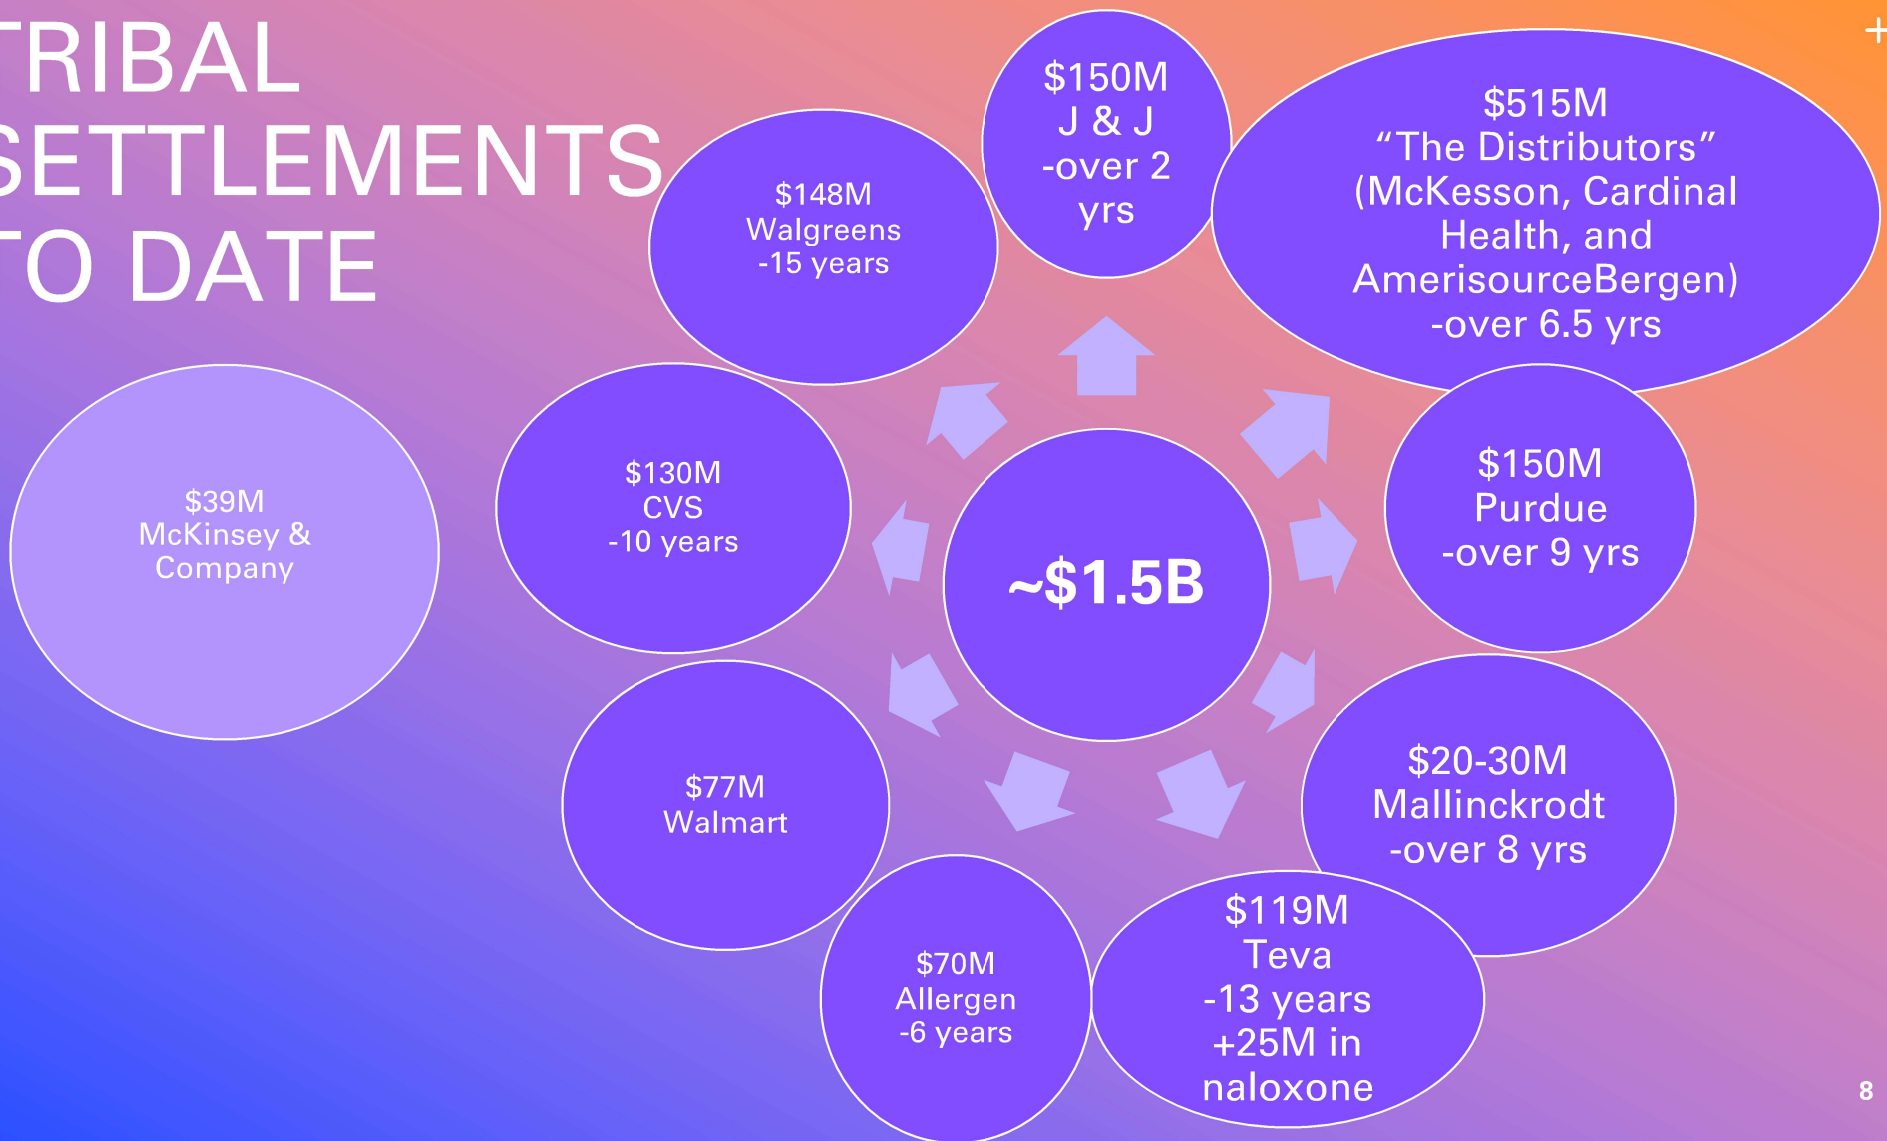 TRIBAL
SETTLEMENTS
TO DATE
+
$150M
J & J
-over 2
yrs
$515M
“The Distributors”
(McKesson, Cardinal
Health, and
AmerisourceBergen)
-over 6.5 yrs
$148M
Walgreens
-15 years
$39M
McKinsey &
Company
$130M
CVS
-10 years
~$1.5B
$150M
Purdue
-over 9 yrs
$77M
Walmart
$20-30M
Mallinckrodt
-over 8 yrs
$70M
Allergen
-6 years
$119M
Teva
-13 years
+25M in
naloxone
8